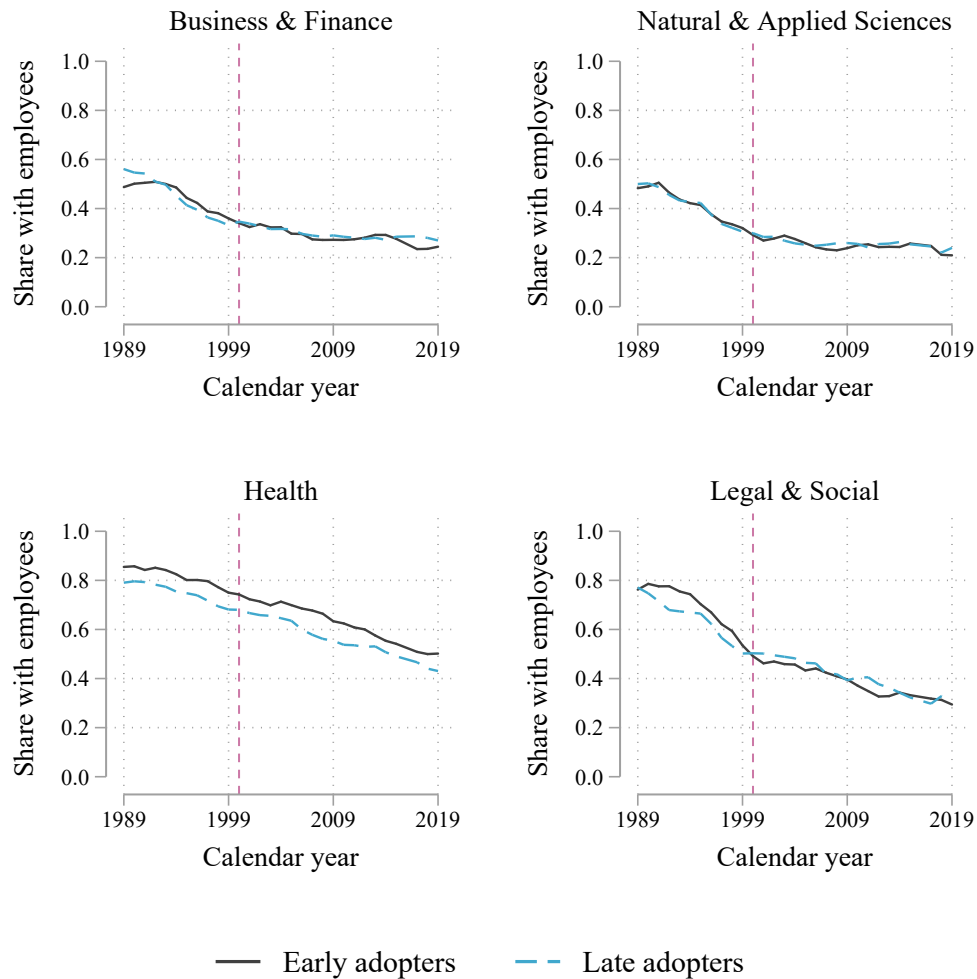 Business & Finance
Share with employees
1.0
0.8
0.6
0.4
0.2
0.0
1989 1999 2009 2019
Calendar year
Natural & Applied Sciences
Share with employees
1.0
0.8
0.6
0.4
0.2
0.0
1989 1999 2009 2019
Calendar year
Health
Share with employees
1.0
0.8
0.6
0.4
0.2
0.0
1989 1999 2009 2019
Calendar year
Legal & Social
Share with employees
1.0
0.8
0.6
0.4
0.2
0.0
1989 1999 2009 2019
Calendar year
Early adopters Late adopters